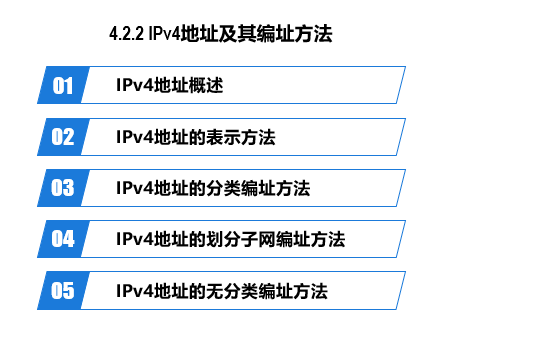 4.2.2 IPv4地址及其编址方法
01 IPv4地址概述
02 IPv4地址的表示方法
03 IPv4地址的分类编址方法
04 IPv4地址的划分子网编址方法
05 IPv4地址的无分类编址方法